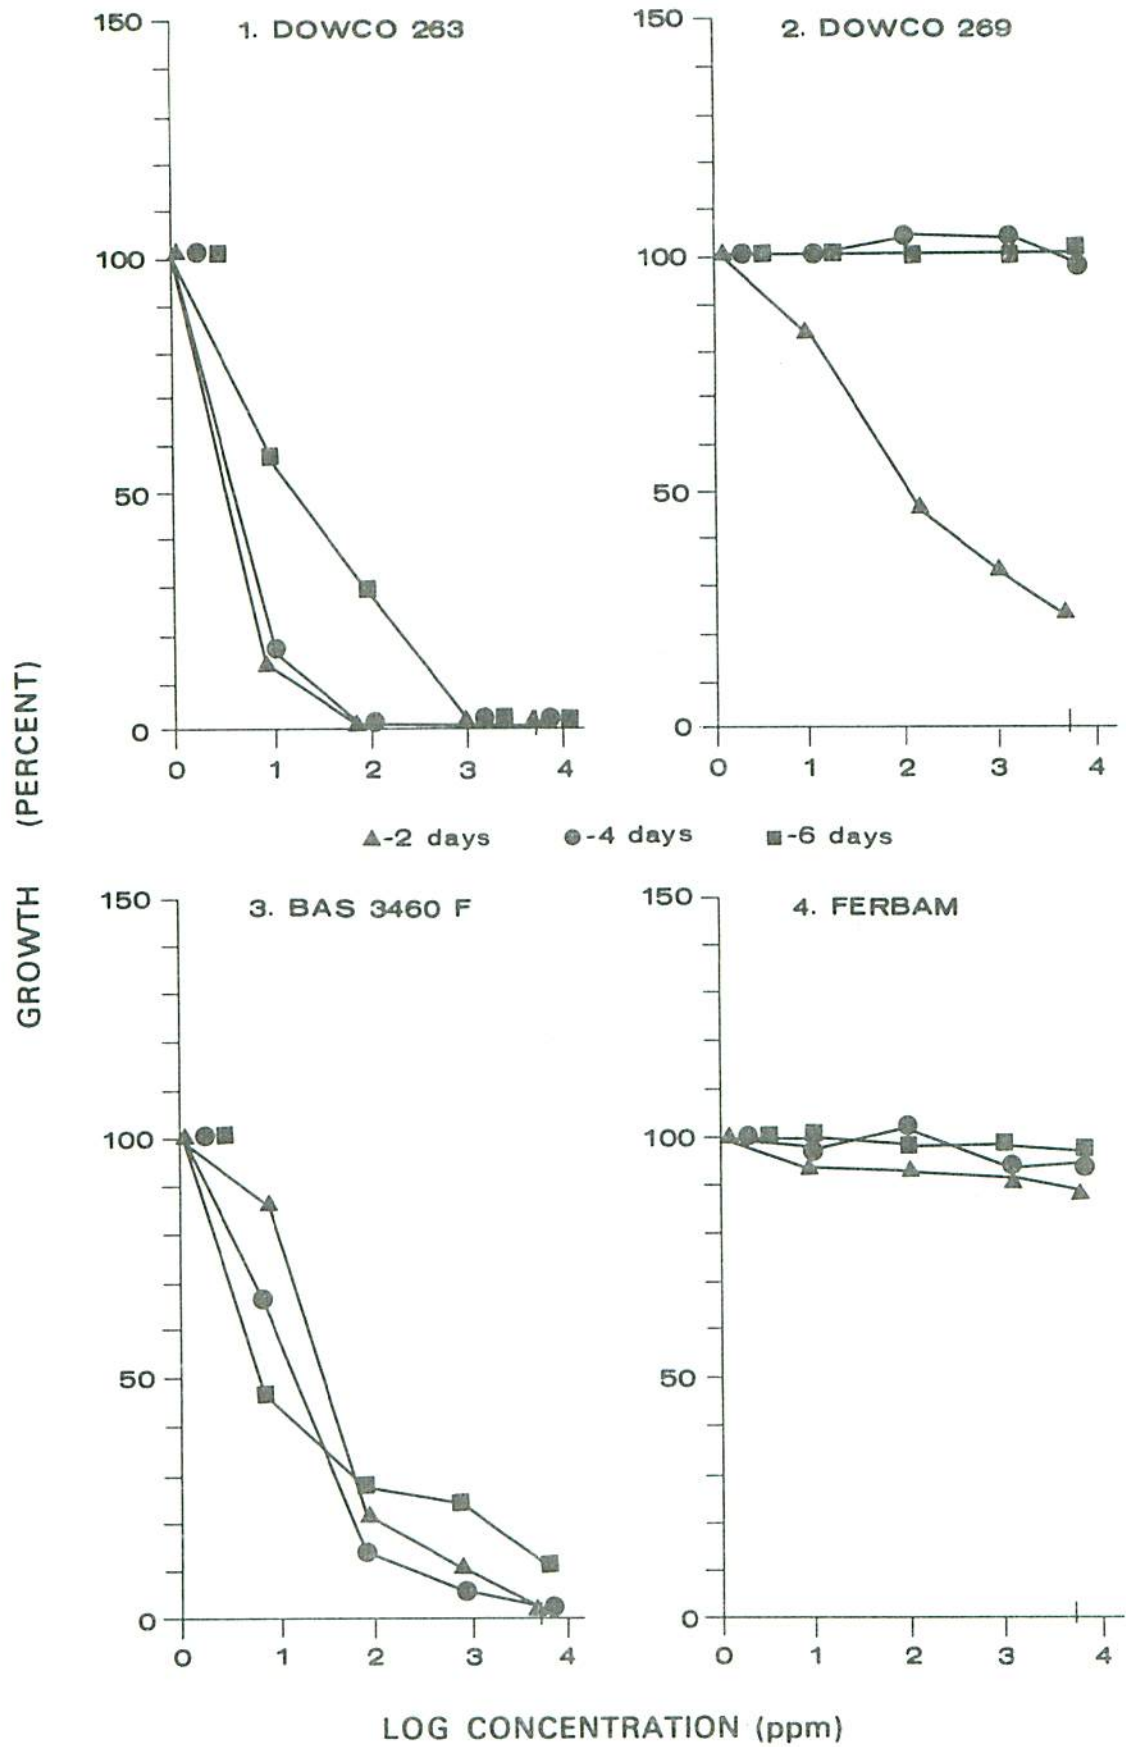 1. DOWCO 263
150
100
50
0
0 1 2 3 4
2. DOWCO 269
150
100
50
0
0 1 2 3 4
▲-2 days ●-4 days ■-6 days
3. BAS 3460 F
150
100
50
0
0 1 2 3 4
4. FERBAM
150
100
50
0
0 1 2 3 4
GROWTH (PERCENT)
LOG CONCENTRATION (ppm)